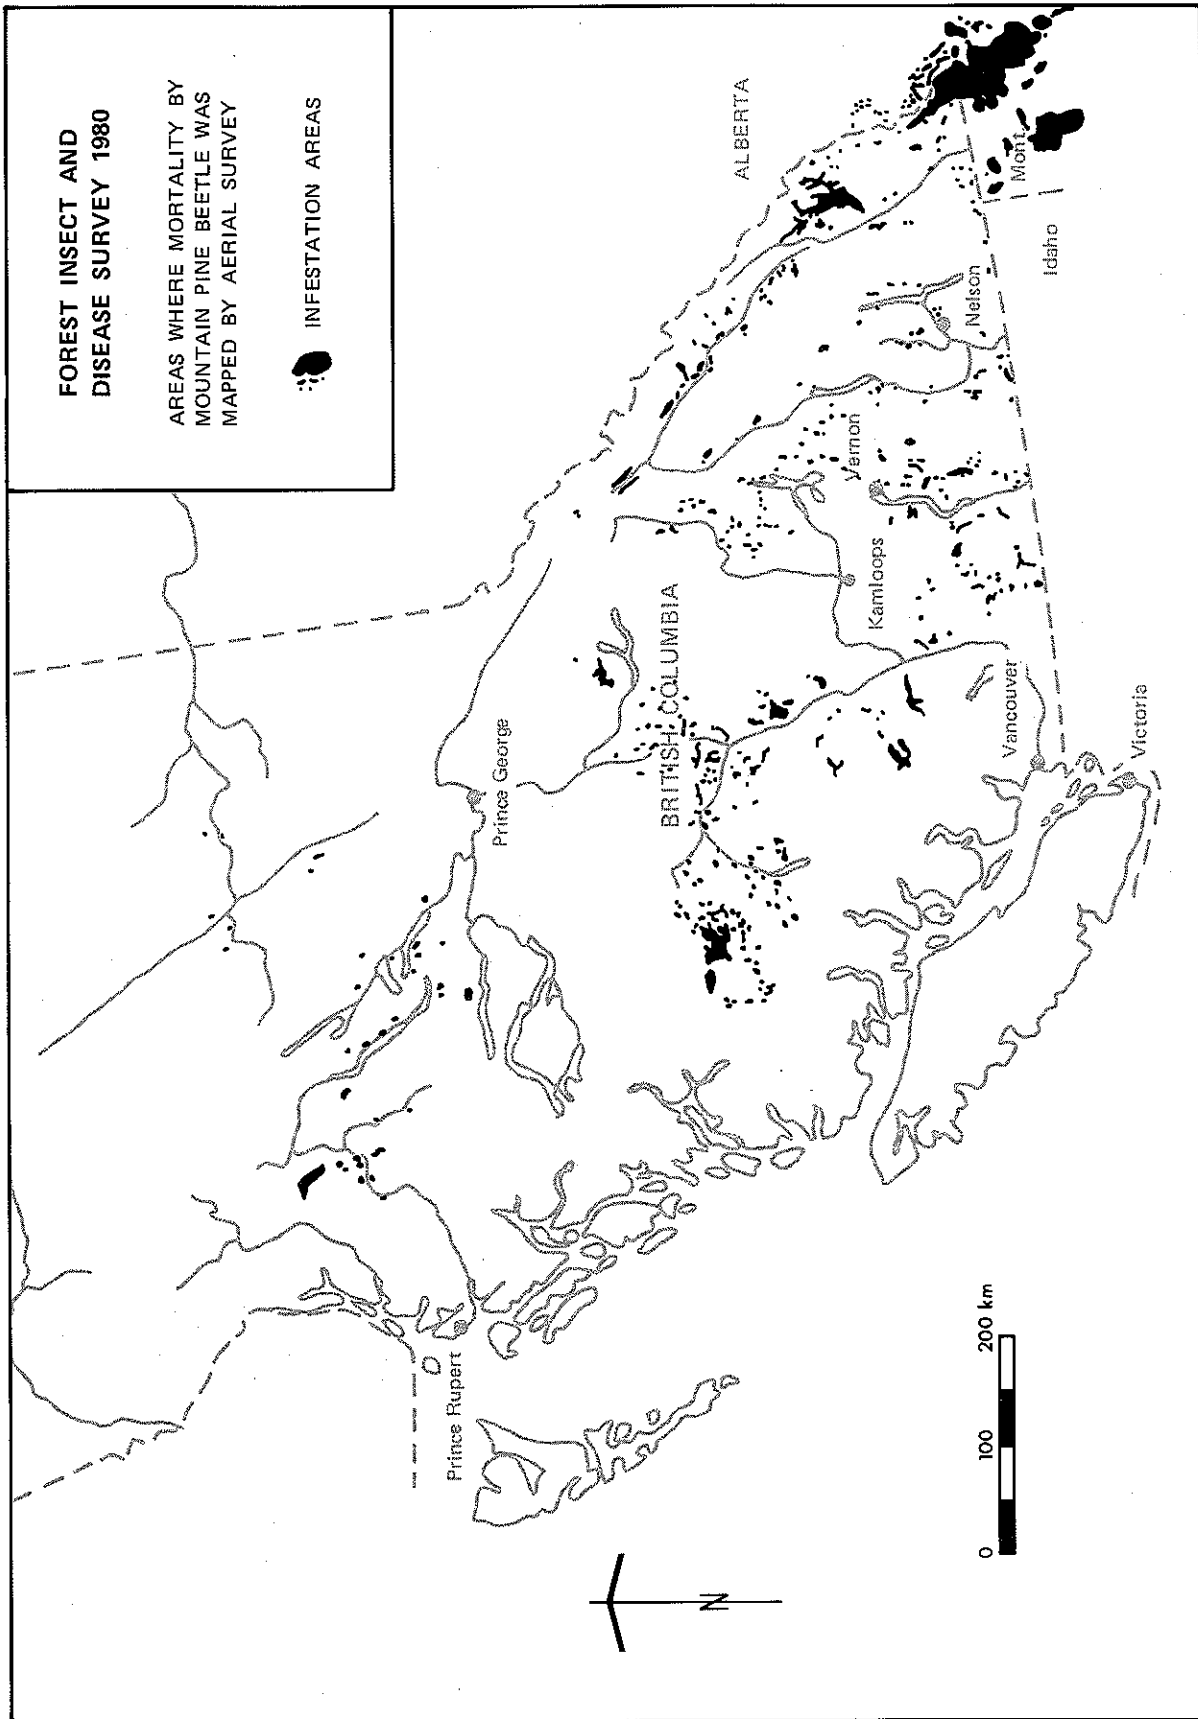 FOREST INSECT AND
DISEASE SURVEY 1980
AREAS WHERE MORTALITY BY
MOUNTAIN PINE BEETLE WAS
MAPPED BY AERIAL SURVEY
INFESTATION AREAS
ALBERTA
BRITISH COLUMBIA
Prince George
Prince Rupert
Kamloops
Vernon
Nelson
Vancouver
Victoria
Idaho
Mont.
N
0 100 200 km